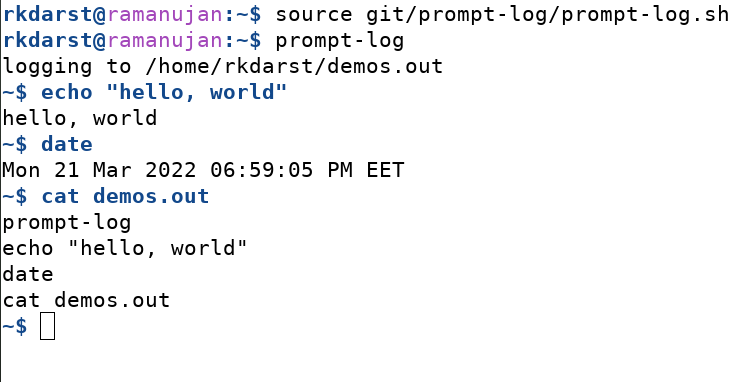 rkdarst@ramanujan:~$ source git/prompt-log/prompt-log.sh
rkdarst@ramanujan:~$ prompt-log
logging to /home/rkdarst/demos.out
~$ echo "hello, world"
hello, world
~$ date
Mon 21 Mar 2022 06:59:05 PM EET
~$ cat demos.out
prompt-log
echo "hello, world"
date
cat demos.out
~$